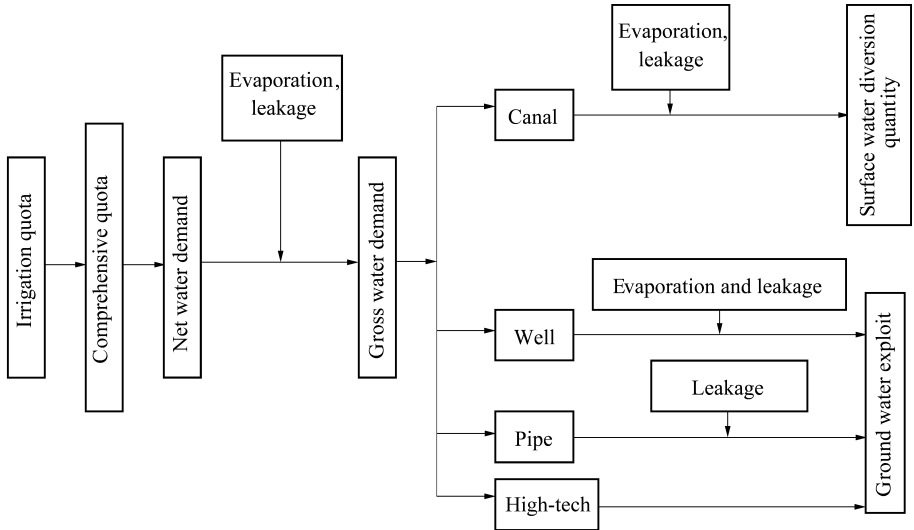 Irrigation quota
Comprehensive quota
Net water demand
Evaporation,
leakage
Gross water demand
Canal
Evaporation,
leakage
Surface water diversion
quantity
Well
Evaporation and leakage
Pipe
Leakage
High-tech
Ground water exploit